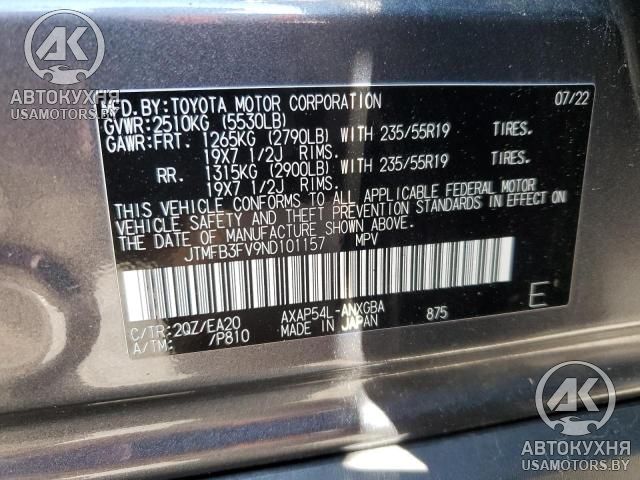 AK
АВТОКУХНЯ
USAMOTORS.BY
MFD.BY:TOYOTA MOTOR CORPORATION 07/22
GVWR:2510KG (5530LB)
GAWR:FRT. 1265KG (2790LB) WITH 235/55R19 TIRES.
19X7 1/2J RIMS.
RR. 1315KG (2900LB) WITH 235/55R19 TIRES.
19X7 1/2J RIMS.
THIS VEHICLE CONFORMS TO ALL APPLICABLE FEDERAL MOTOR
VEHICLE SAFETY AND THEFT PREVENTION STANDARDS IN EFFECT ON
THE DATE OF MANUFACTURE SHOWN ABOVE.
JTMFB3FV9ND101157 MPV
C/TR:2QZ/EA20 AXAP54L-ANXGBA 875 E
A/TM: /P810 MADE IN JAPAN
AK
АВТОКУХНЯ
USAMOTORS.BY